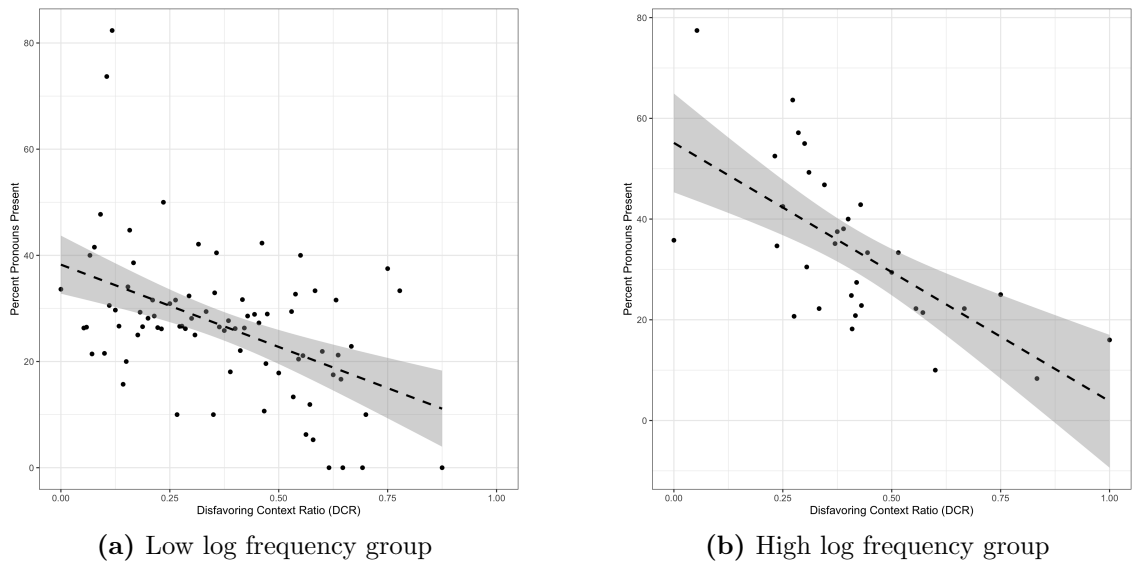 80
60
40
20
0
Percent Pronouns Present
0.00 0.25 0.50 0.75 1.00
Disfavoring Context Ratio (DCR)
(a) Low log frequency group
80
60
40
20
0
Percent Pronouns Present
0.00 0.25 0.50 0.75 1.00
Disfavoring Context Ratio (DCR)
(b) High log frequency group